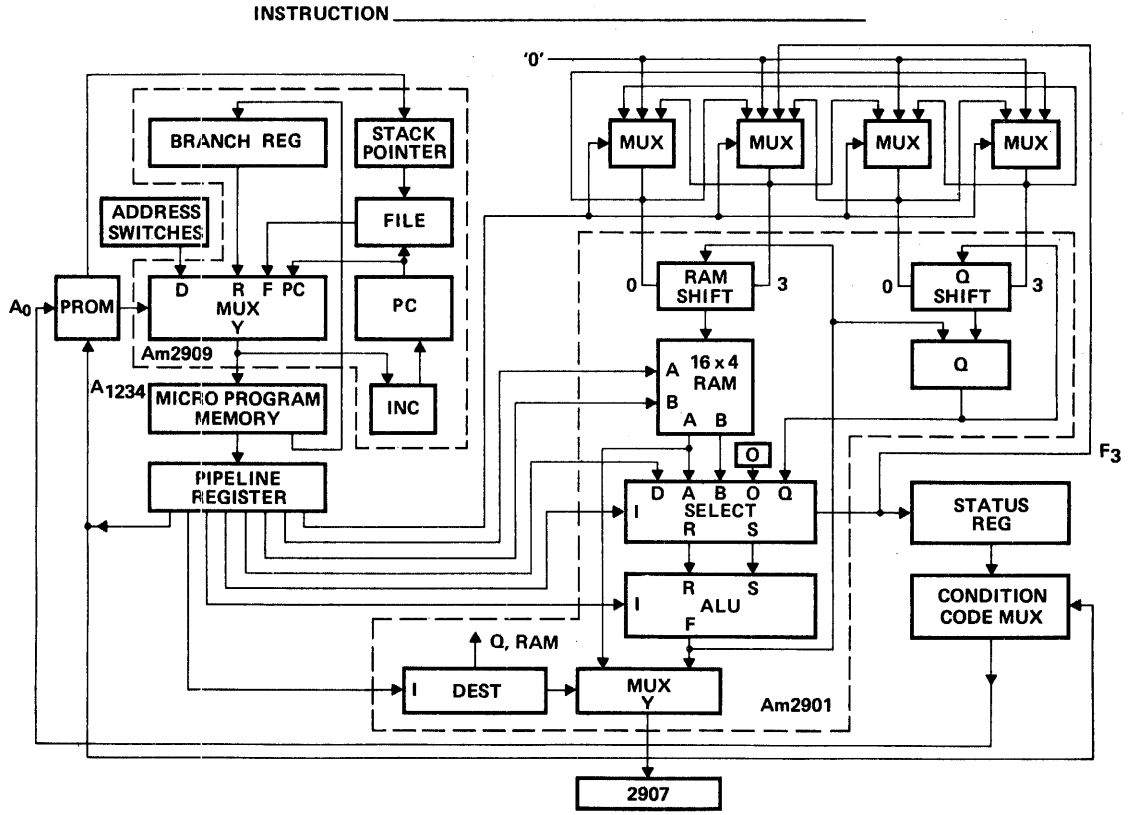 INSTRUCTION
'0'
BRANCH REG
STACK
POINTER
MUX
MUX
MUX
MUX
ADDRESS
SWITCHES
FILE
D R F PC
MUX
Y
PC
A0
PROM
Am2909
0
RAM
SHIFT
3
0
Q
SHIFT
3
A1234
MICRO PROGRAM
MEMORY
INC
A
B
16 x 4
RAM
A B
Q
PIPELINE
REGISTER
O
D A B O Q
I SELECT
R S
F3
STATUS
REG
R S
I ALU
F
CONDITION
CODE MUX
Q, RAM
I DEST
MUX
Y
Am2901
2907